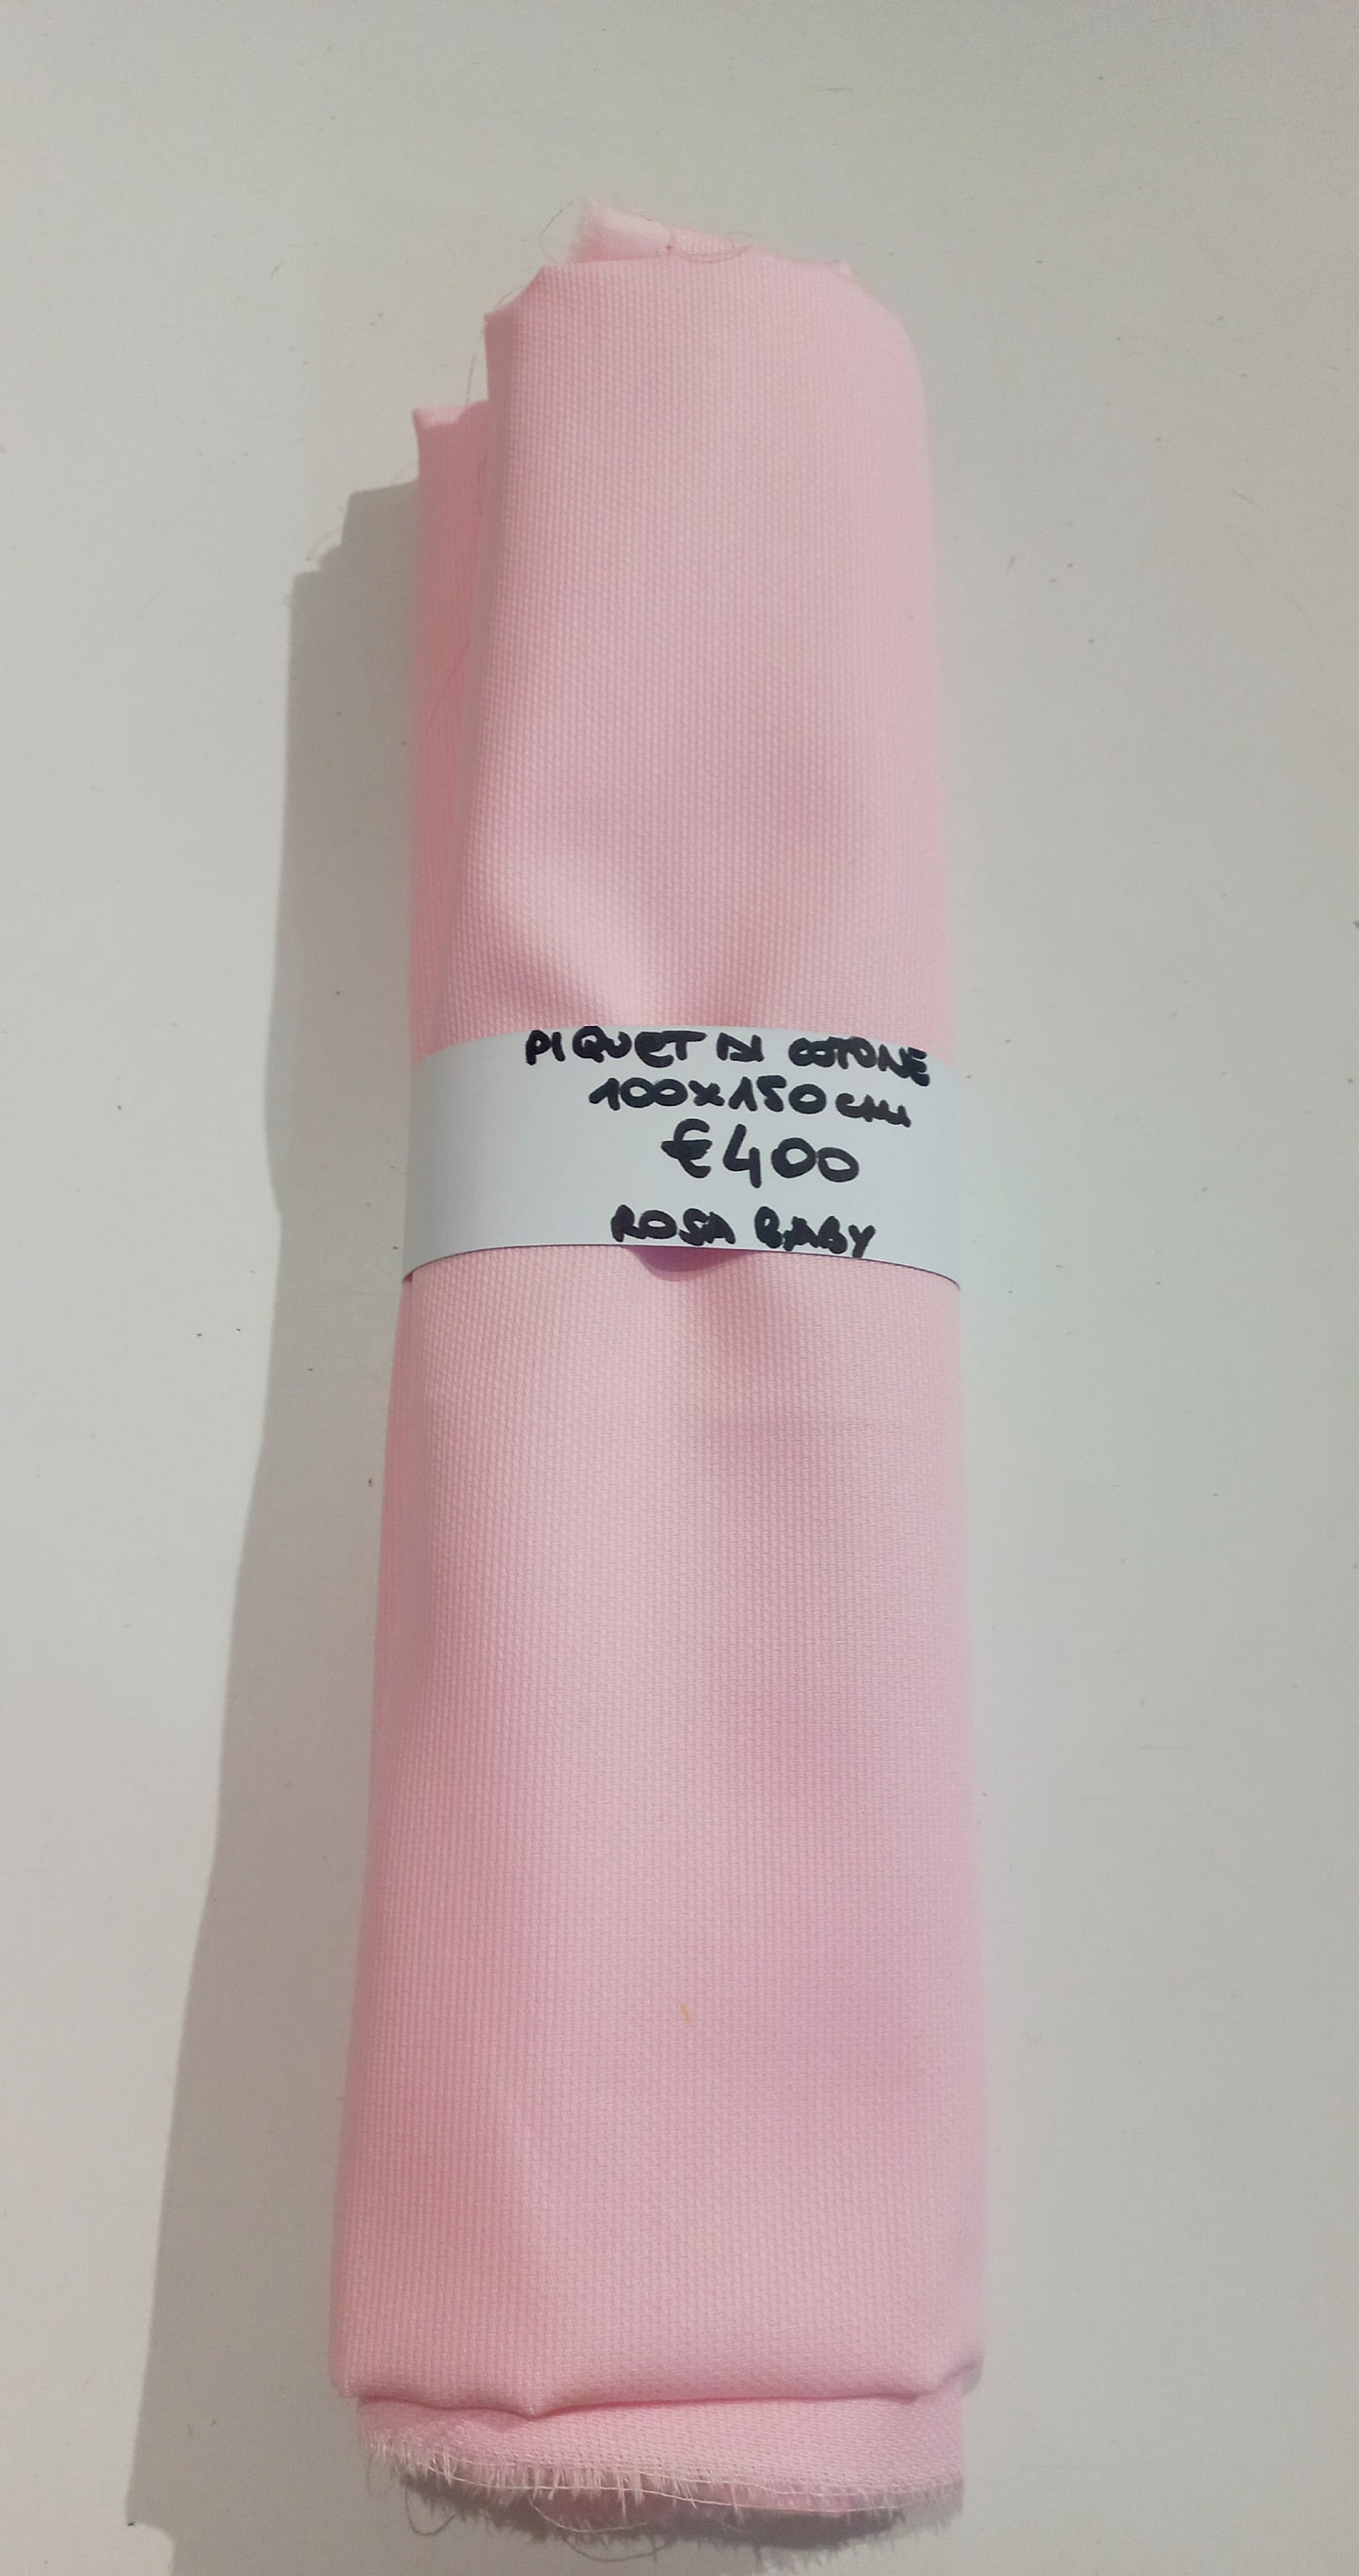 PIQUET DI COTONE
100x150 cm
€400
ROSA BABY